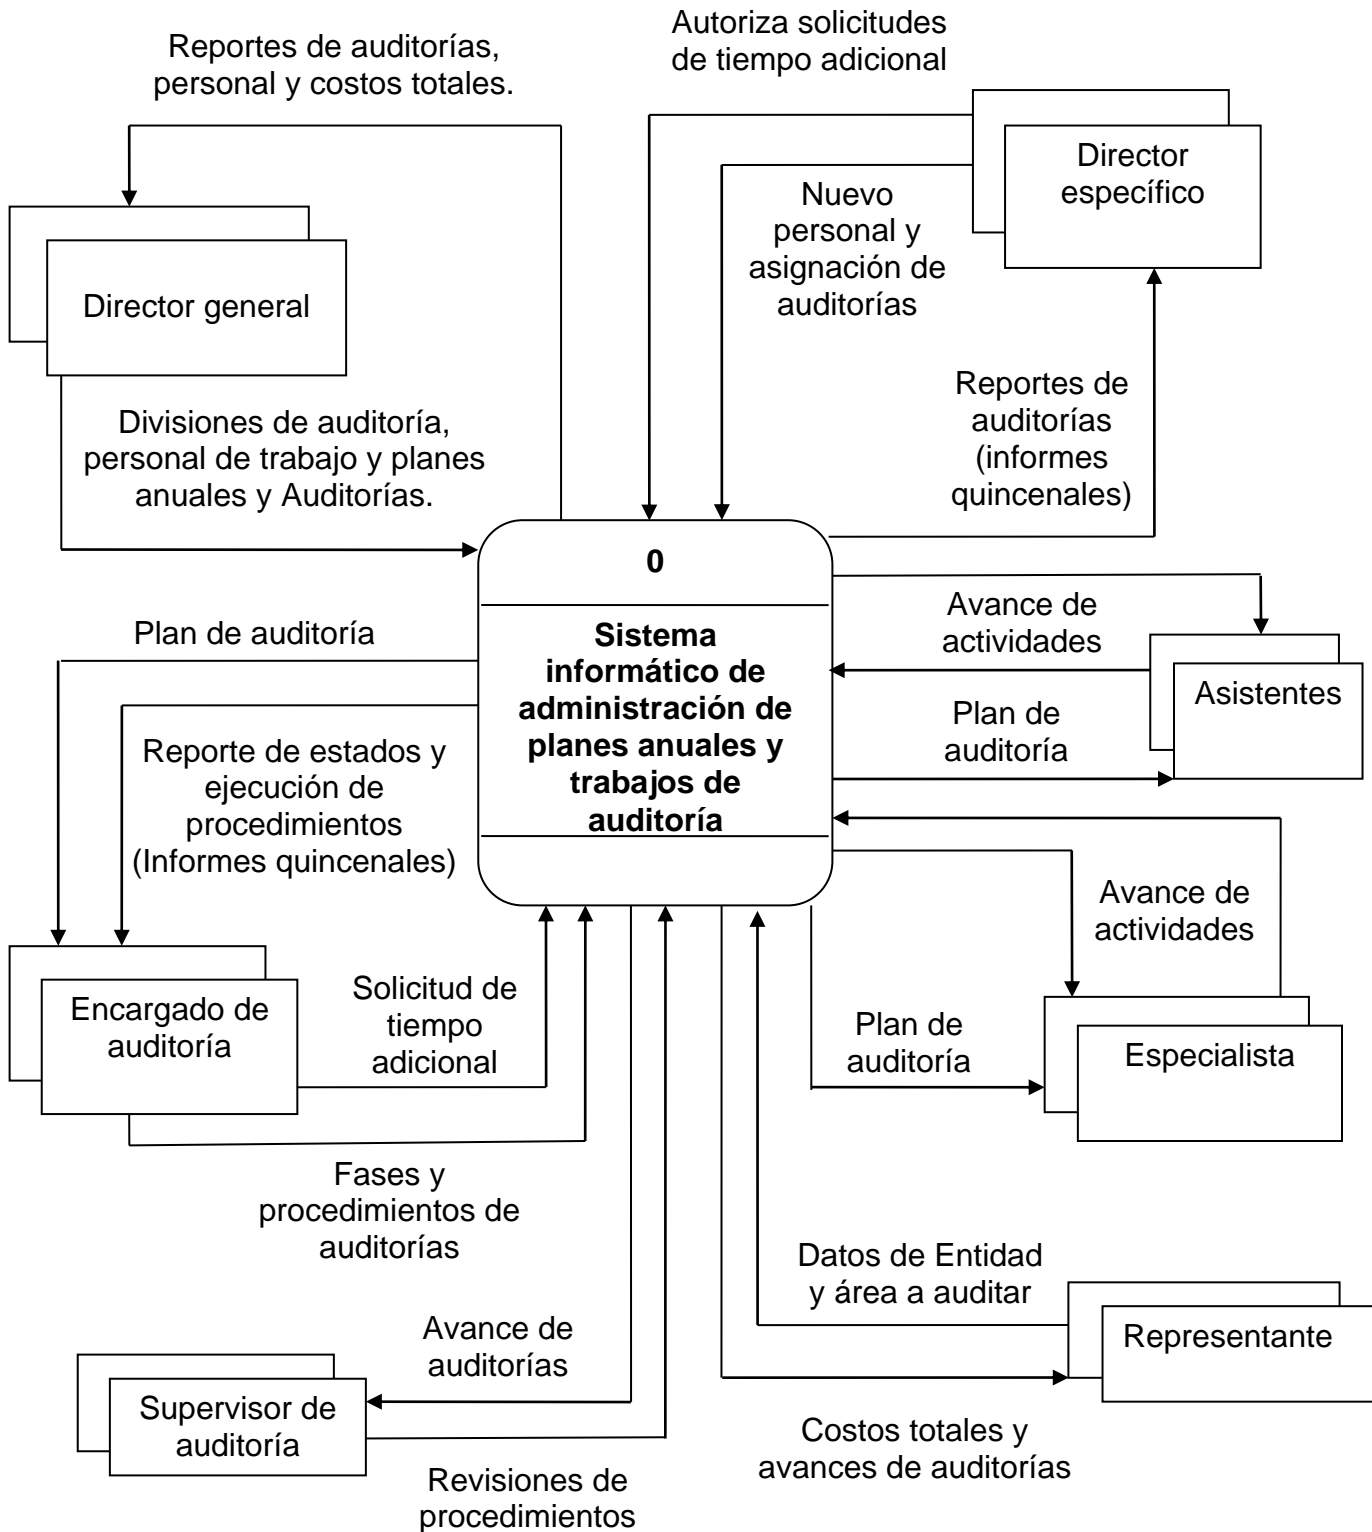 Autoriza solicitudes
de tiempo adicional
Reportes de auditorías,
personal y costos totales.
Director
específico
Nuevo
personal y
asignación de
auditorías
Director general
Reportes de
auditorías
(informes
quincenales)
Divisiones de auditoría,
personal de trabajo y planes
anuales y Auditorías.
0
Sistema
informático de
administración de
planes anuales y
trabajos de
auditoría
Plan de auditoría
Avance de
actividades
Asistentes
Plan de
auditoría
Reporte de estados y
ejecución de
procedimientos
(Informes quincenales)
Avance de
actividades
Encargado de
auditoría
Solicitud de
tiempo
adicional
Plan de
auditoría
Especialista
Fases y
procedimientos de
auditorías
Datos de Entidad
y área a auditar
Representante
Avance de
auditorías
Supervisor de
auditoría
Costos totales y
avances de auditorías
Revisiones de
procedimientos